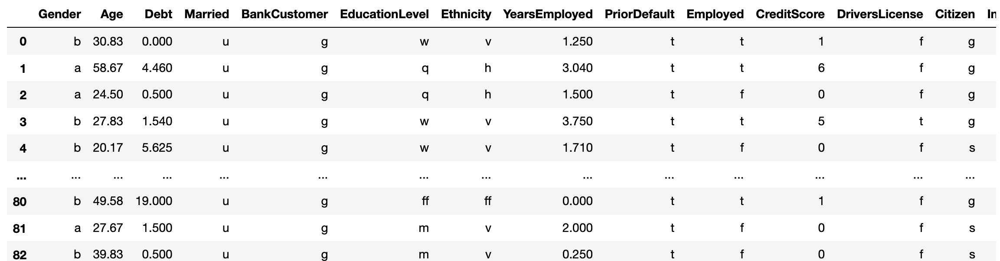 Gender Age Debt Married BankCustomer EducationLevel Ethnicity YearsEmployed PriorDefault Employed CreditScore DriversLicense Citizen
0 b 30.83 0.000 u g w v 1.250 t t 1 f g
1 a 58.67 4.460 u g q h 3.040 t t 6 f g
2 a 24.50 0.500 u g q h 1.500 t f 0 f g
3 b 27.83 1.540 u g w v 3.750 t t 5 t g
4 b 20.17 5.625 u g w v 1.710 t f 0 f s
... ... ... ... ... ... ... ... ... ... ... ... ... ...
80 b 49.58 19.000 u g ff ff 0.000 t t 1 f g
81 a 27.67 1.500 u g m v 2.000 t f 0 f s
82 b 39.83 0.500 u g m v 0.250 t f 0 f s